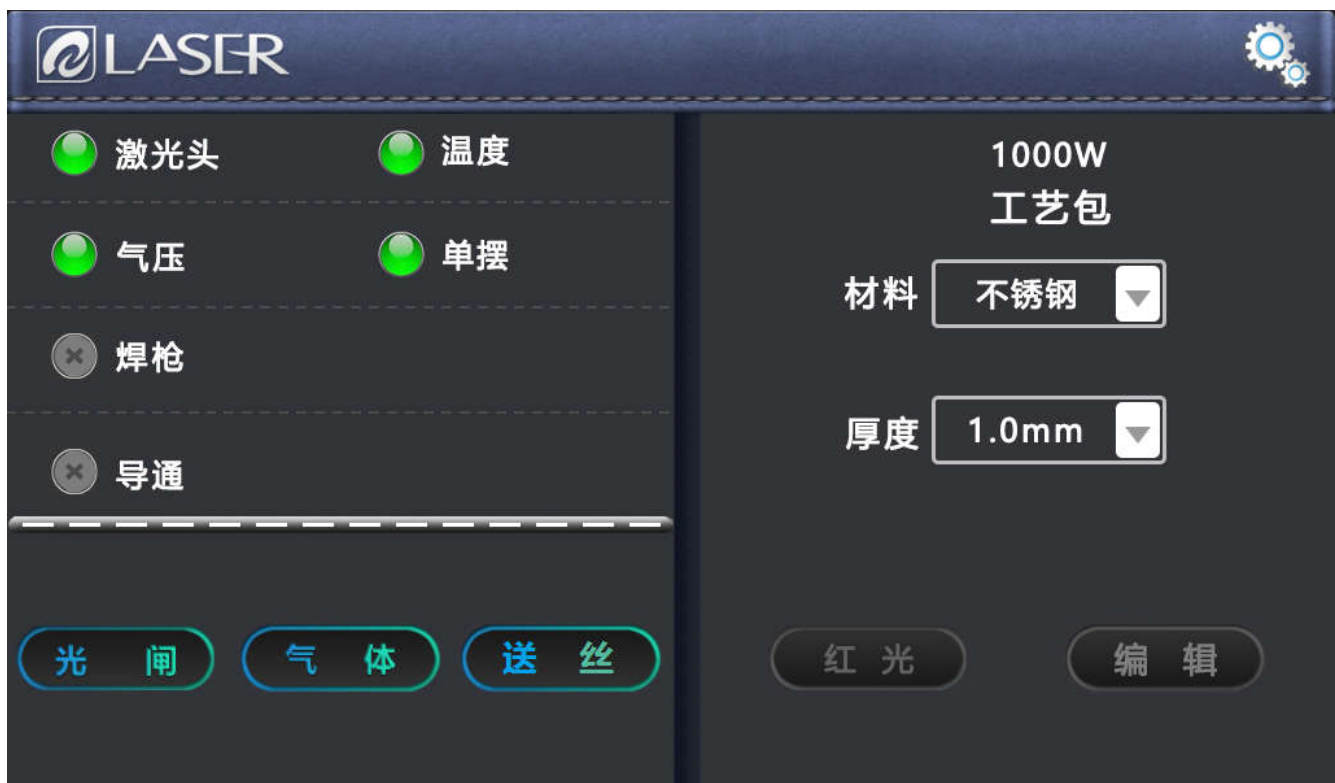 LASER
激光头 温度
气压 单摆
焊枪
导通
光闸 气体 送丝
1000W
工艺包
材料 不锈钢
厚度 1.0mm
红光 编辑